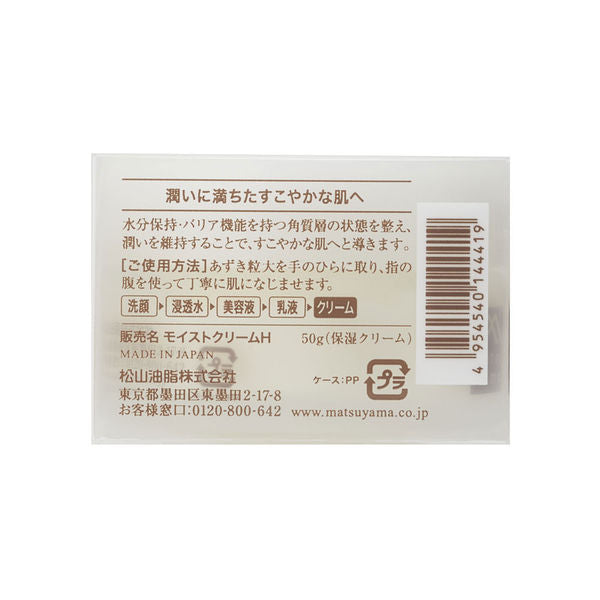 潤いに満ちたすこやかな肌へ
水分保持・バリア機能を持つ角質層の状態を整え、
潤いを維持することで、すこやかな肌へと導きます。
[ご使用方法]あずき粒大を手のひらに取り、指の
腹を使って丁寧に肌になじませます。
洗顔 浸透水 美容液 乳液 クリーム
販売名 モイストクリームH 50g(保湿クリーム)
MADE IN JAPAN
松山油脂株式会社 ケース:PP プラ
東京都墨田区東墨田2-17-8
お客様窓口:0120-800-642 www.matsuyama.co.jp
4954540144419